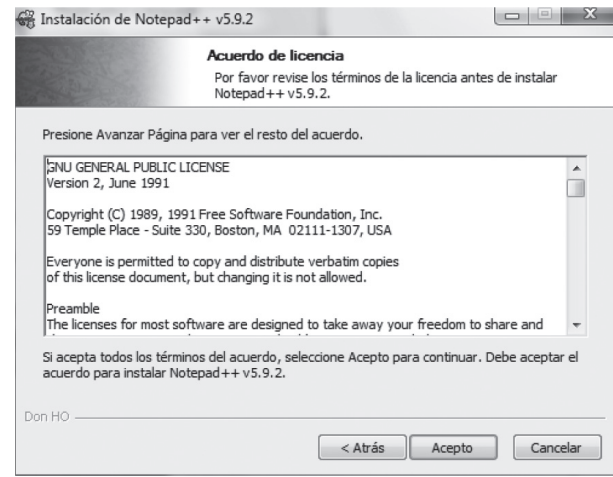 Instalación de Notepad++ v5.9.2
Acuerdo de licencia
Por favor revise los términos de la licencia antes de instalar
Notepad++ v5.9.2.
Presione Avanzar Página para ver el resto del acuerdo.
GNU GENERAL PUBLIC LICENSE
Version 2, June 1991
Copyright (C) 1989, 1991 Free Software Foundation, Inc.
59 Temple Place - Suite 330, Boston, MA 02111-1307, USA
Everyone is permitted to copy and distribute verbatim copies
of this license document, but changing it is not allowed.
Preamble
The licenses for most software are designed to take away your freedom to share and
Si acepta todos los términos del acuerdo, seleccione Acepto para continuar. Debe aceptar el
acuerdo para instalar Notepad++ v5.9.2.
Don HO
< Atrás Acepto Cancelar